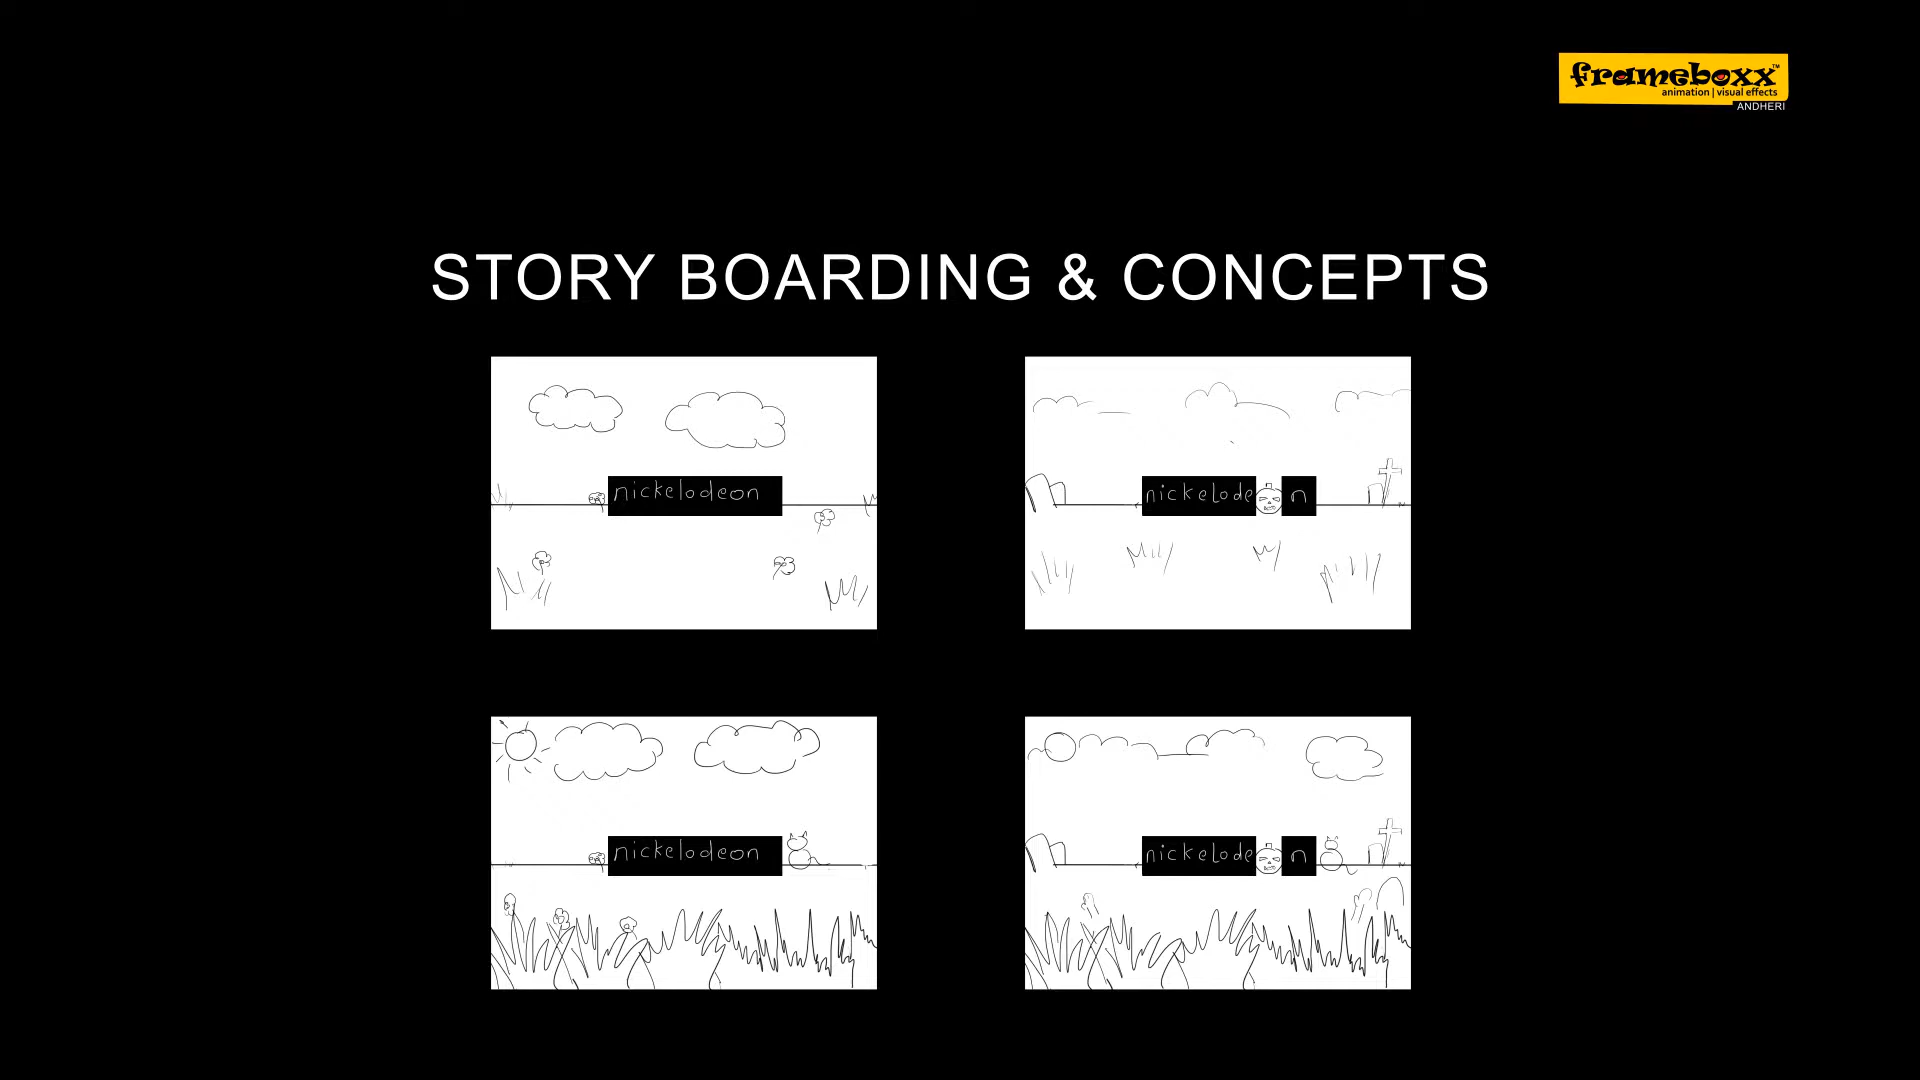 frameboxx™
animation | visual effects
ANDHERI
STORY BOARDING & CONCEPTS
nickelodeon
nickelode n
nickelodeon
nickelode n